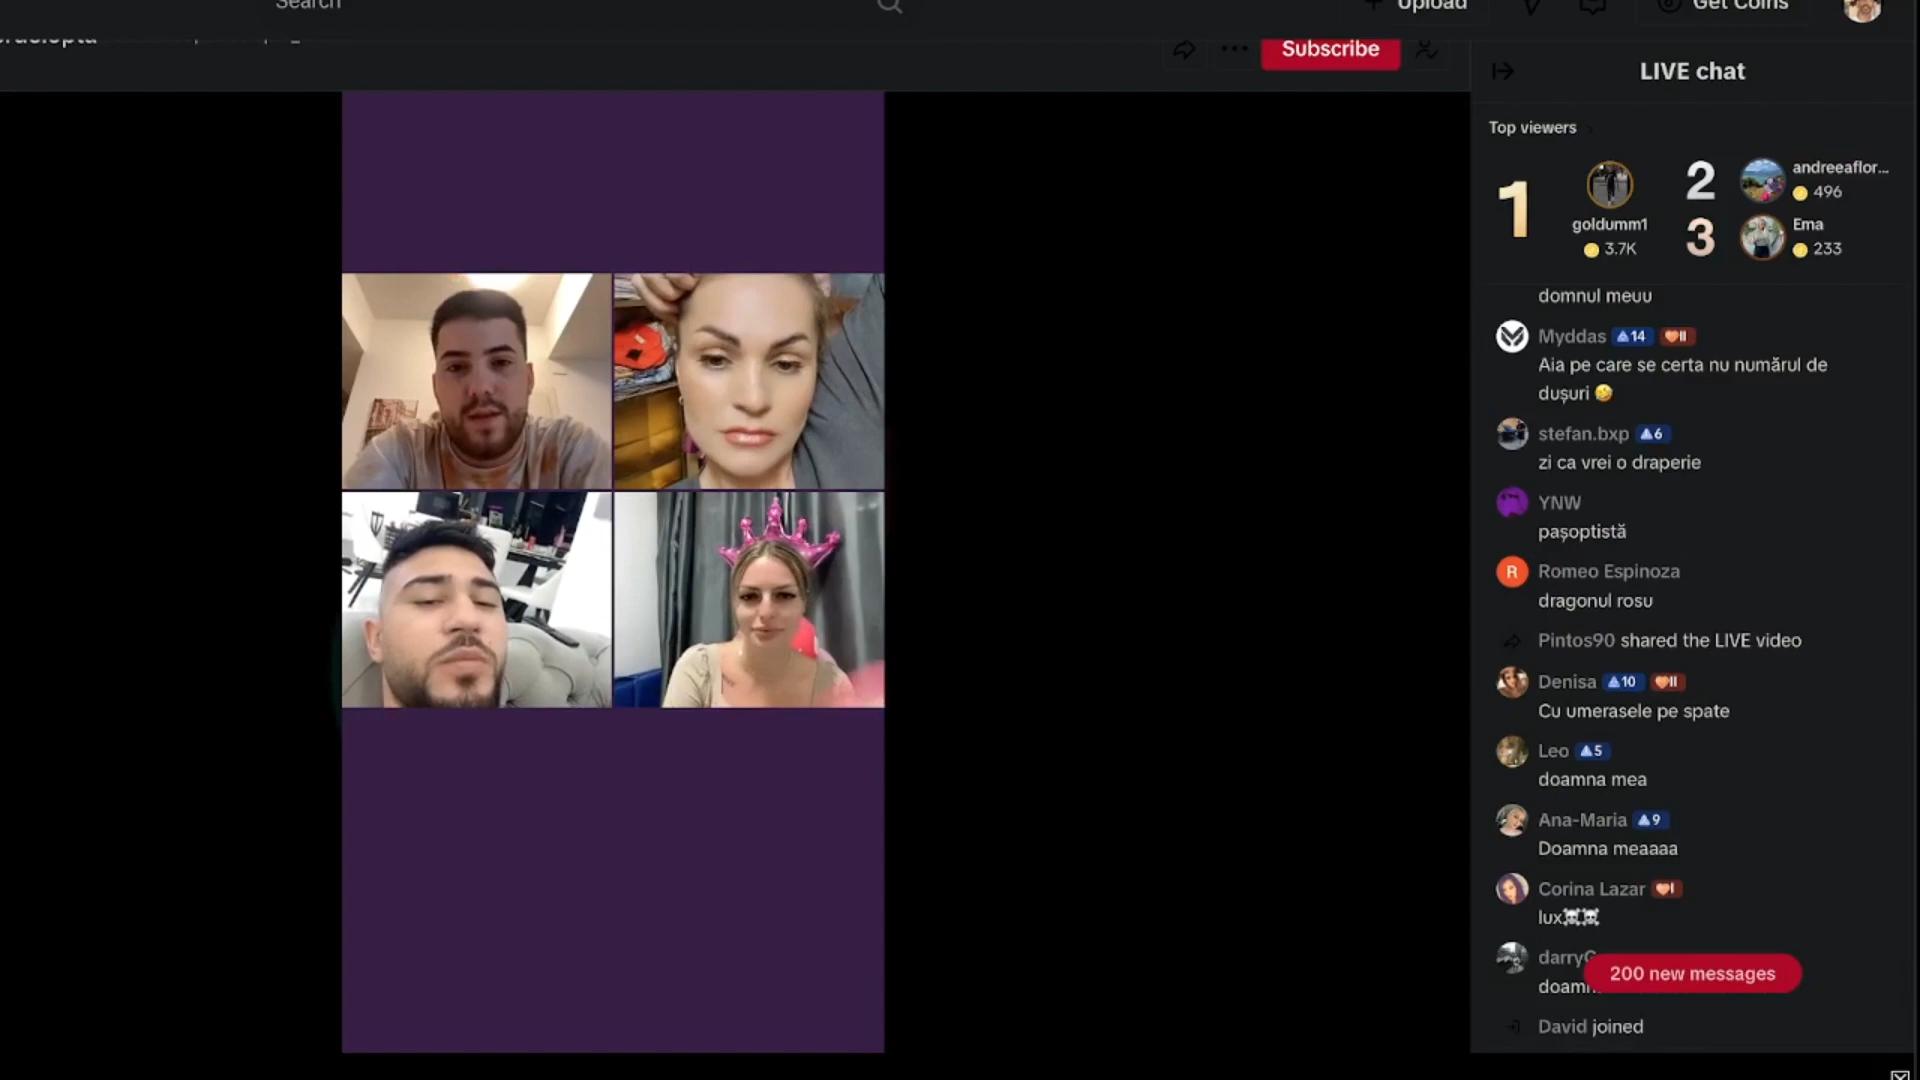 Search
Upload
Get Coins
Subscribe
LIVE chat
Top viewers
1
goldumm1
3.7K
2
andreeaflor...
496
3
Ema
233
domnul meuu
Myddas 14 II
Aia pe care se certa nu numărul de
dușuri 🤣
stefan.bxp 6
zi ca vrei o draperie
YNW
pașoptistă
R
Romeo Espinoza
dragonul rosu
Pintos90 shared the LIVE video
Denisa 10 II
Cu umerasele pe spate
Leo 5
doamna mea
Ana-Maria 9
Doamna meaaaa
Corina Lazar I
lux☠️☠️
200 new messages
David joined